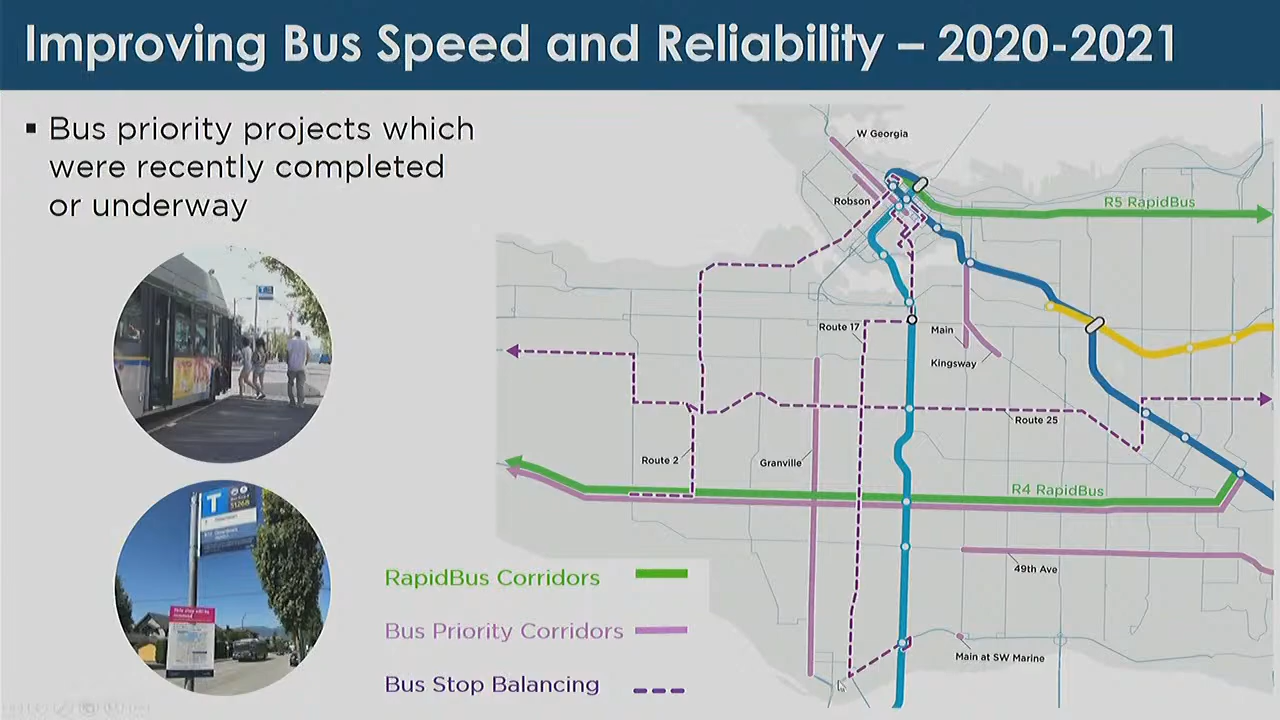 Improving Bus Speed and Reliability – 2020-2021
▪ Bus priority projects which
were recently completed
or underway
W Georgia
Robson
R5 RapidBus
Route 17
Main
Kingsway
Route 25
Route 2
Granville
R4 RapidBus
49th Ave
Main at SW Marine
T
RapidBus Corridors
Bus Priority Corridors
Bus Stop Balancing